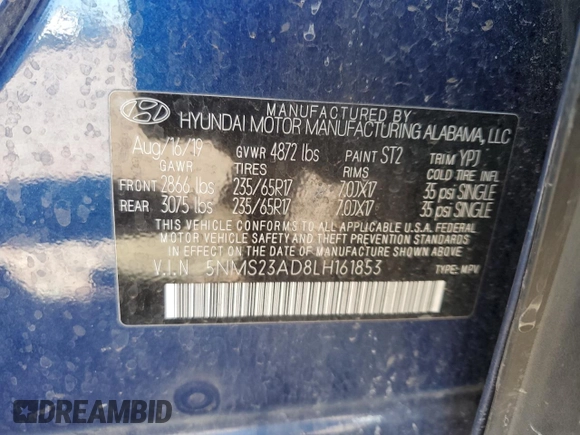 MANUFACTURED BY
HYUNDAI MOTOR MANUFACTURING ALABAMA, LLC
Aug/16/19 GVWR 4872 lbs PAINT ST2 TRIM YPJ
GAWR TIRES RIMS COLD TIRE INFL
FRONT 2866 lbs 235/65R17 7.0JX17 35 psi SINGLE
REAR 3075 lbs 235/65R17 7.0JX17 35 psi SINGLE
THIS VEHICLE CONFORMS TO ALL APPLICABLE U.S.A. FEDERAL
MOTOR VEHICLE SAFETY AND THEFT PREVENTION STANDARDS
IN EFFECT ON THE DATE OF MANUFACTURE SHOWN ABOVE.
V.I.N 5NMS23AD8LH161853 TYPE: MPV
DREAMBID